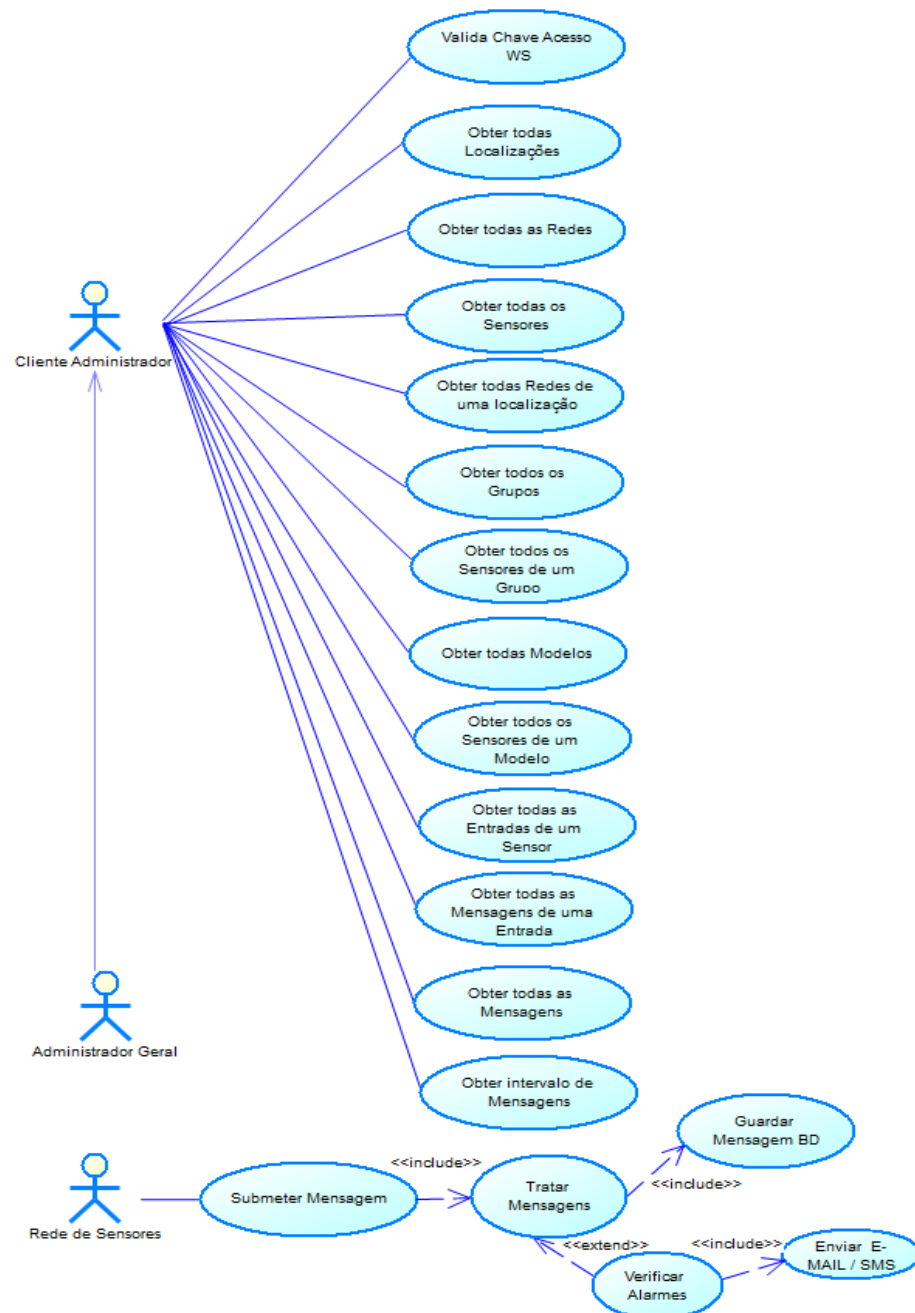 Valida Chave Acesso
WS
Obter todas
Localizações
Obter todas as Redes
Obter todas os
Sensores
Cliente Administrador
Obter todas Redes de
uma localização
Obter todos os
Grupos
Obter todos os
Sensores de um
Grupo
Obter todas Modelos
Obter todos os
Sensores de um
Modelo
Obter todas as
Entradas de um
Sensor
Obter todas as
Mensagens de uma
Entrada
Obter todas as
Mensagens
Administrador Geral
Obter intervalo de
Mensagens
Guardar
Mensagem BD
<<include>>
Submeter Mensagem
Tratar
Mensagens
<<include>>
Rede de Sensores
<<extend>>
<<include>>
Enviar E-
MAIL / SMS
Verificar
Alarmes